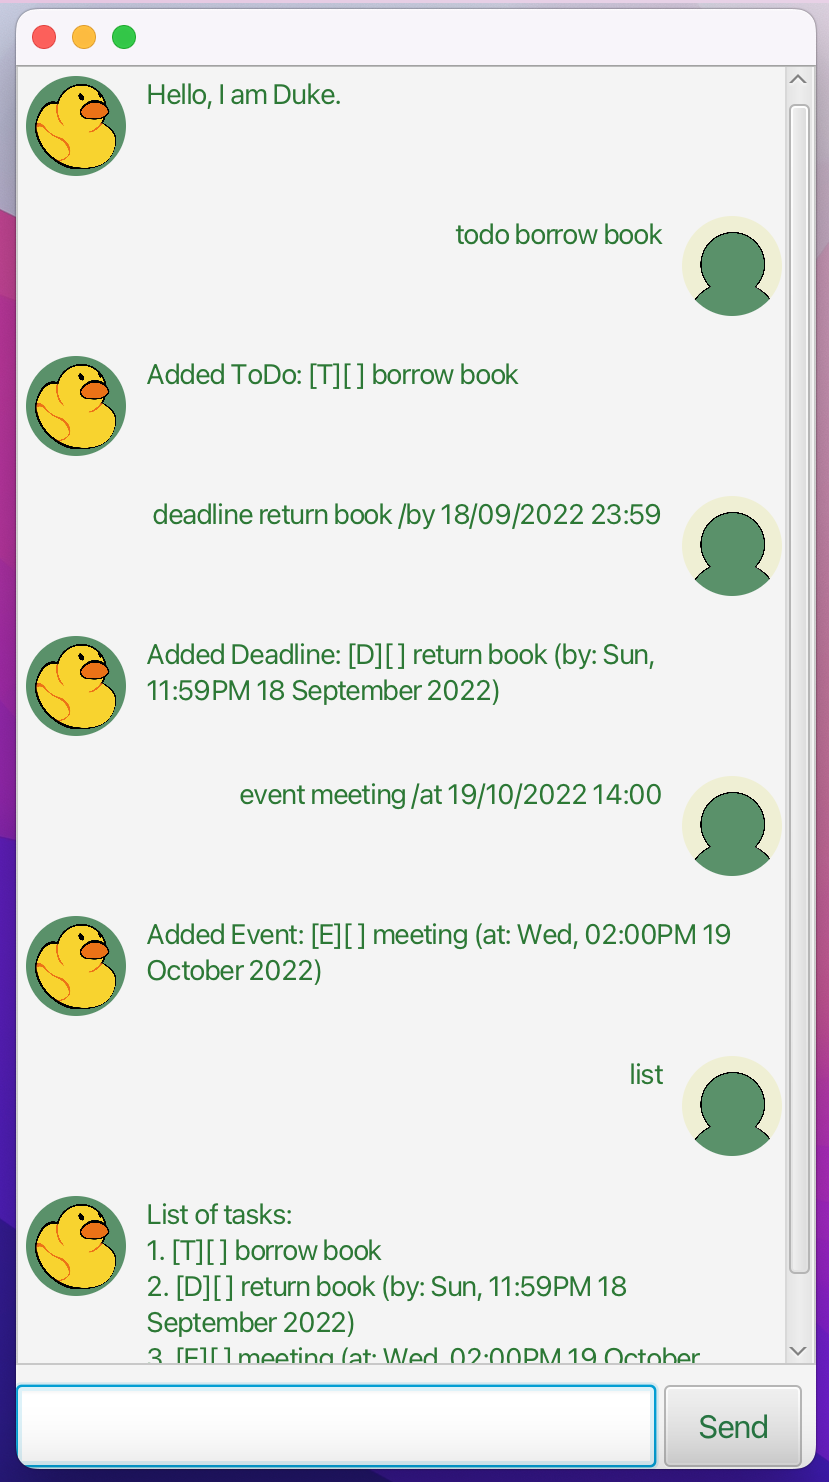 Hello, I am Duke.
todo borrow book
Added ToDo: [T][ ] borrow book
deadline return book /by 18/09/2022 23:59
Added Deadline: [D][ ] return book (by: Sun,
11:59PM 18 September 2022)
event meeting /at 19/10/2022 14:00
Added Event: [E][ ] meeting (at: Wed, 02:00PM 19
October 2022)
list
List of tasks:
1. [T][ ] borrow book
2. [D][ ] return book (by: Sun, 11:59PM 18
September 2022)
3. [E][ ] meeting (at: Wed, 02:00PM 19 October
Send